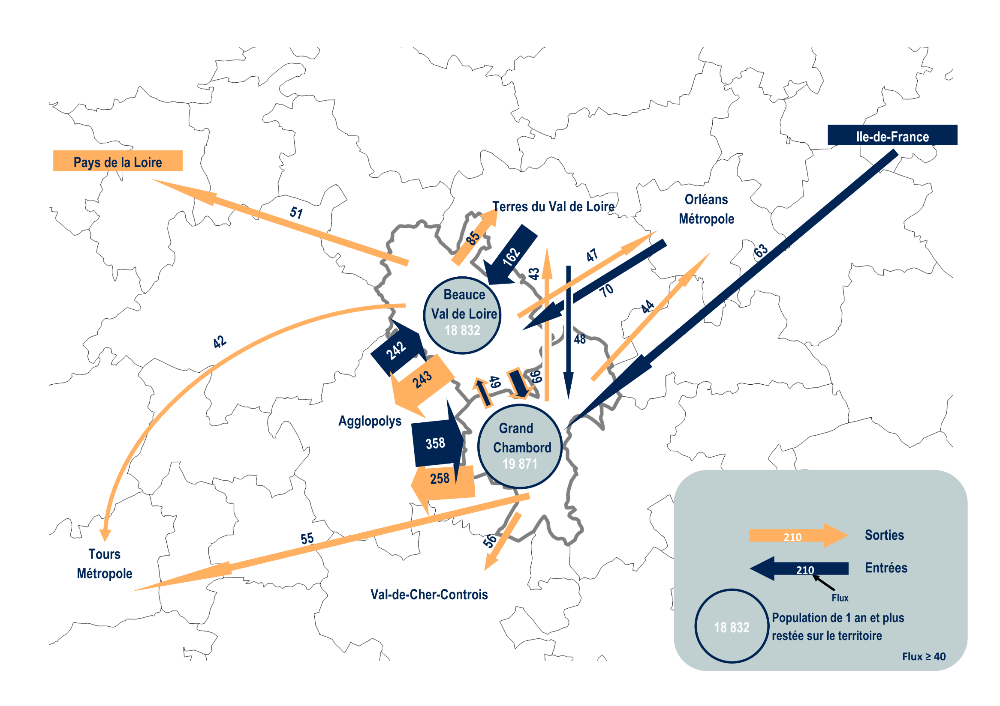 Ile-de-France
Pays de la Loire
Orléans
Métropole
Terres du Val de Loire
51
85
162
43
47
63
70
44
Beauce
Val de Loire
18 832
42
48
242
243
49
99
Agglopolys
358
Grand
Chambord
19 871
258
55
56
Tours
Métropole
Val-de-Cher-Controis
210
Sorties
210
Entrées
Flux
18 832
Population de 1 an et plus
restée sur le territoire
Flux ≥ 40